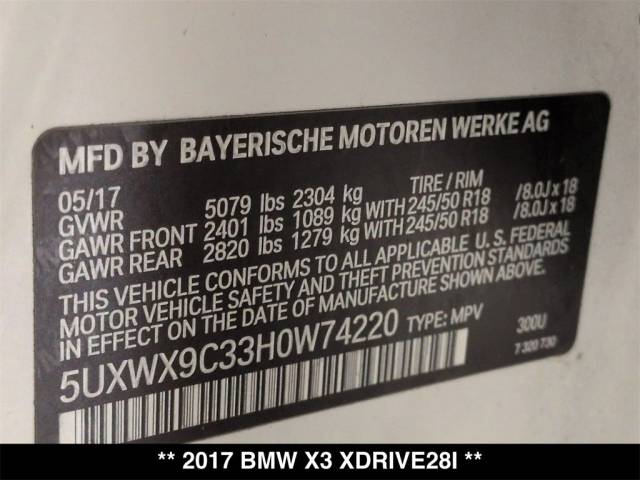 MFD BY BAYERISCHE MOTOREN WERKE AG
05/17 TIRE / RIM
GVWR 5079 lbs 2304 kg
GAWR FRONT 2401 lbs 1089 kg WITH 245/50 R18 /8.0J x 18
GAWR REAR 2820 lbs 1279 kg WITH 245/50 R18 /8.0J x 18
THIS VEHICLE CONFORMS TO ALL APPLICABLE U. S. FEDERAL
MOTOR VEHICLE SAFETY AND THEFT PREVENTION STANDARDS
IN EFFECT ON THE DATE OF MANUFACTURE SHOWN ABOVE.
5UXWX9C33H0W74220 TYPE: MPV 300U
7 320 730
** 2017 BMW X3 XDRIVE28I **